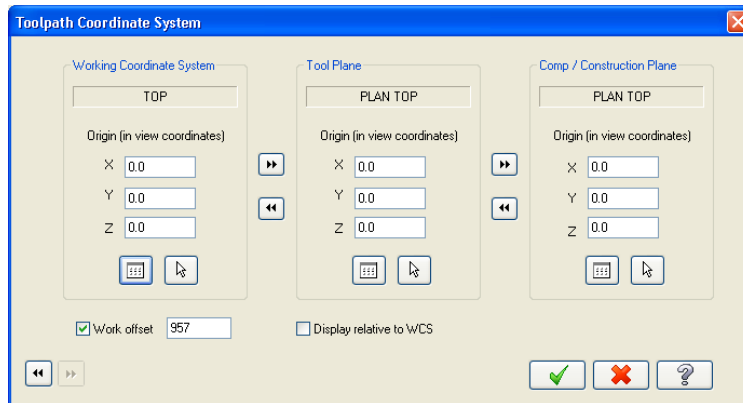 Toolpath Coordinate System
Working Coordinate System
TOP
Origin (in view coordinates)
X 0.0
Y 0.0
Z 0.0
Tool Plane
PLAN TOP
Origin (in view coordinates)
X 0.0
Y 0.0
Z 0.0
Comp / Construction Plane
PLAN TOP
Origin (in view coordinates)
X 0.0
Y 0.0
Z 0.0
Work offset 957
Display relative to WCS